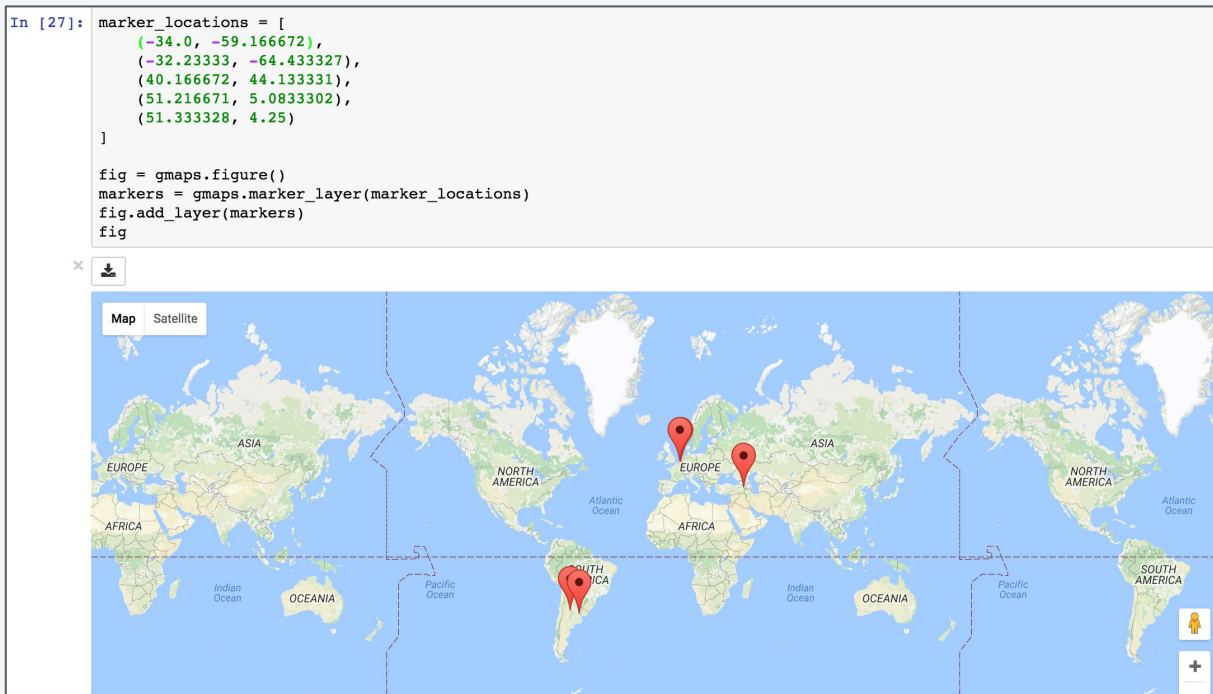 In [27]: marker_locations = [
(-34.0, -59.166672),
(-32.23333, -64.433327),
(40.166672, 44.133331),
(51.216671, 5.0833302),
(51.333328, 4.25)
]
fig = gmaps.figure()
markers = gmaps.marker_layer(marker_locations)
fig.add_layer(markers)
fig
Map Satellite
ASIA
EUROPE
AFRICA
Indian
Ocean
OCEANIA
Pacific
Ocean
NORTH
AMERICA
Atlantic
Ocean
EUROPE
ASIA
AFRICA
Indian
Ocean
OCEANIA
Pacific
Ocean
NORTH
AMERICA
Atlantic
Ocean
SOUTH
AMERICA